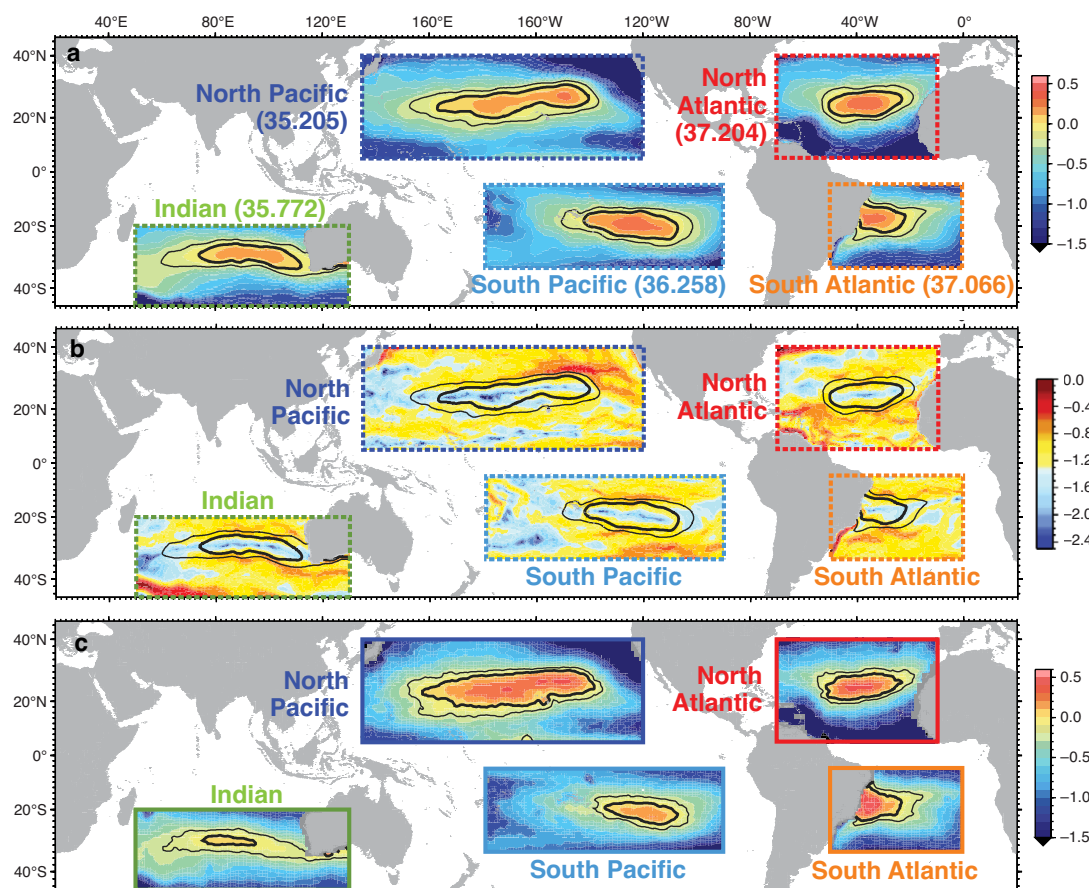 40°E 80°E 120°E 160°E 160°W 120°W 80°W 40°W 0°
a
40°N
20°N
0°
20°S
40°S
North Pacific
(35.205)
North
Atlantic
(37.204)
Indian (35.772)
South Pacific (36.258)
South Atlantic (37.066)
0.5
0.0
−0.5
−1.0
−1.5
b
40°N
20°N
0°
20°S
40°S
North
Pacific
North
Atlantic
Indian
South Pacific
South Atlantic
0.0
−0.4
−0.8
−1.2
−1.6
−2.0
−2.4
c
40°N
20°N
0°
20°S
40°S
North
Pacific
North
Atlantic
Indian
South Pacific
South Atlantic
0.5
0.0
−0.5
−1.0
−1.5